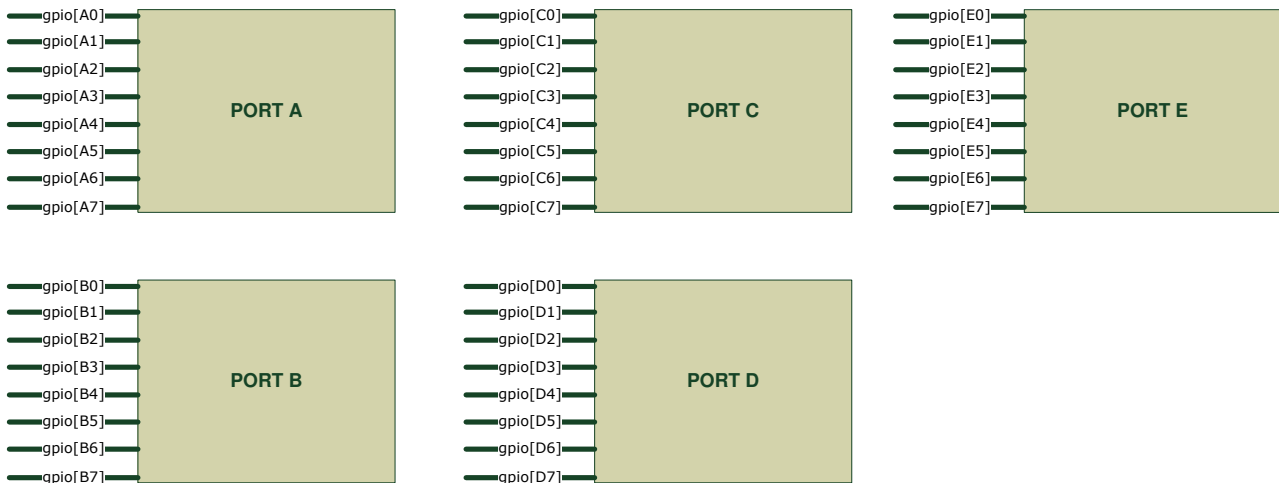 gpio[A0]
gpio[A1]
gpio[A2]
gpio[A3]
gpio[A4]
gpio[A5]
gpio[A6]
gpio[A7]
PORT A
gpio[C0]
gpio[C1]
gpio[C2]
gpio[C3]
gpio[C4]
gpio[C5]
gpio[C6]
gpio[C7]
PORT C
gpio[E0]
gpio[E1]
gpio[E2]
gpio[E3]
gpio[E4]
gpio[E5]
gpio[E6]
gpio[E7]
PORT E
gpio[B0]
gpio[B1]
gpio[B2]
gpio[B3]
gpio[B4]
gpio[B5]
gpio[B6]
gpio[B7]
PORT B
gpio[D0]
gpio[D1]
gpio[D2]
gpio[D3]
gpio[D4]
gpio[D5]
gpio[D6]
gpio[D7]
PORT D